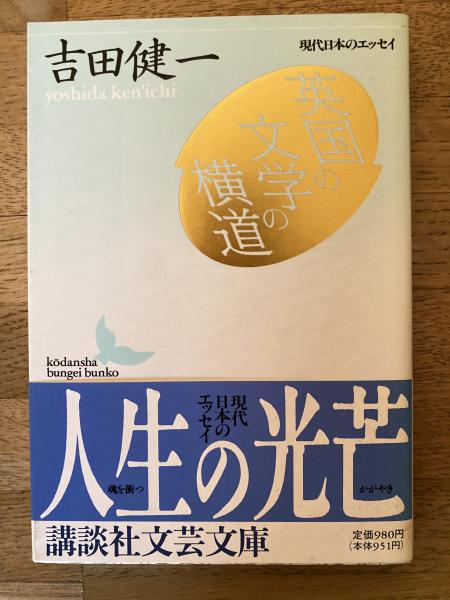 現代日本のエッセイ
吉田健一
yoshida ken'ichi
英国の
文学の
横道
kōdansha
bungei bunko
現代
日本の
エッセイ
人生の光芒
魂を衝つ
かがやき
講談社文芸文庫
定価980円
(本体951円)